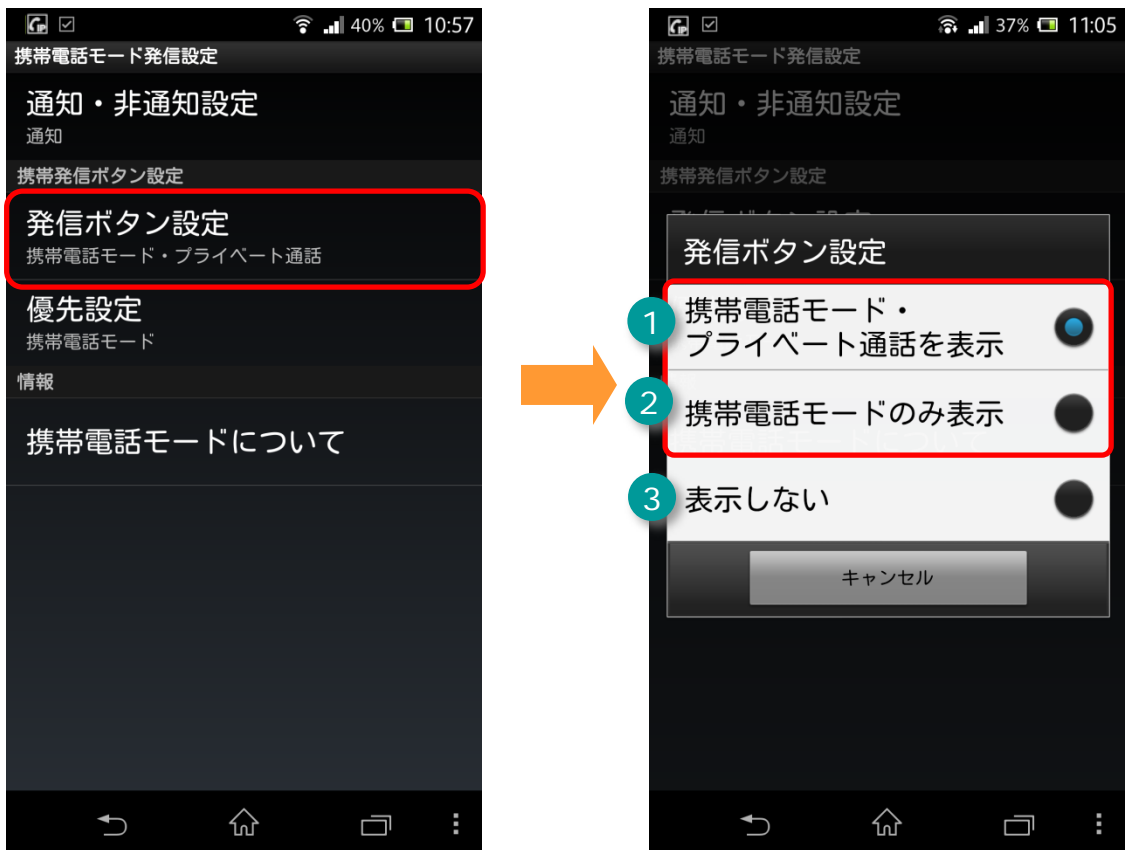 40% 10:57
携帯電話モード発信設定
通知・非通知設定
通知
携帯発信ボタン設定
発信ボタン設定
携帯電話モード・プライベート通話
優先設定
携帯電話モード
情報
携帯電話モードについて
37% 11:05
携帯電話モード発信設定
通知・非通知設定
通知
携帯発信ボタン設定
発信ボタン設定
1 携帯電話モード・
プライベート通話を表示
2 携帯電話モードのみ表示
3 表示しない
キャンセル